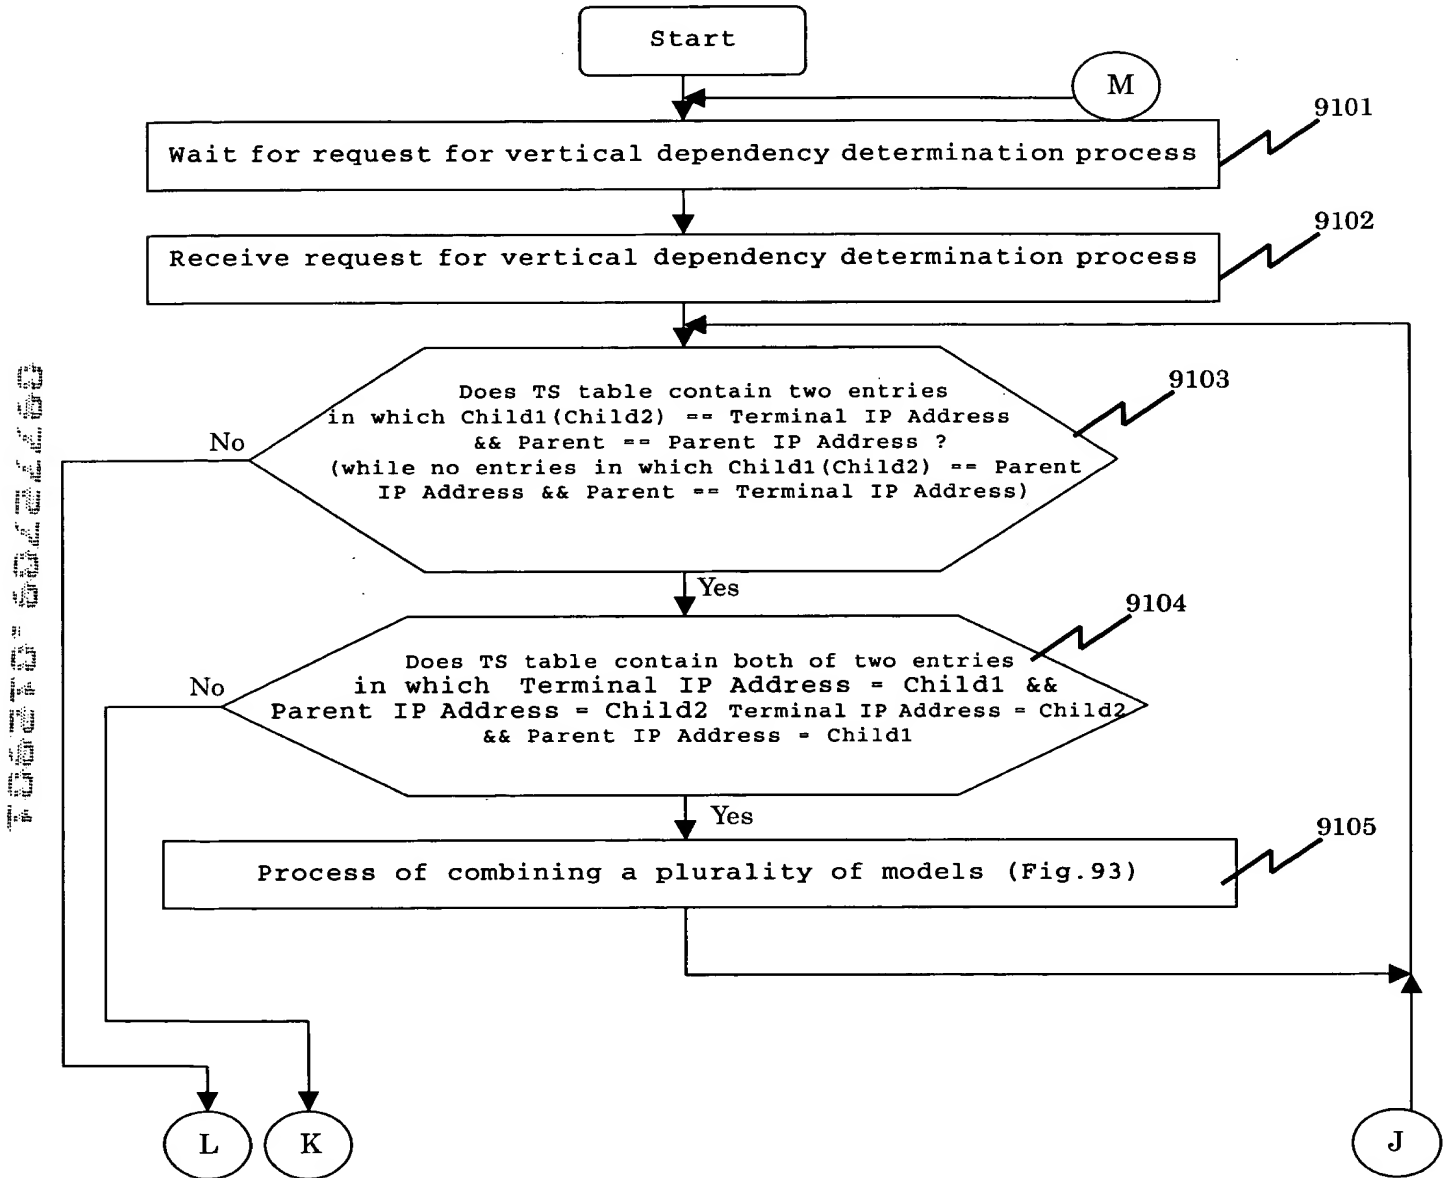 Start
M
9101
Wait for request for vertical dependency determination process
9102
Receive request for vertical dependency determination process
9103
Does TS table contain two entries
in which Child1(Child2) == Terminal IP Address
&& Parent == Parent IP Address ?
(while no entries in which Child1(Child2) == Parent
IP Address && Parent == Terminal IP Address)
No
Yes
9104
Does TS table contain both of two entries
in which Terminal IP Address = Child1 &&
Parent IP Address = Child2 Terminal IP Address = Child2
&& Parent IP Address = Child1
No
Yes
9105
Process of combining a plurality of models (Fig.93)
L
K
J